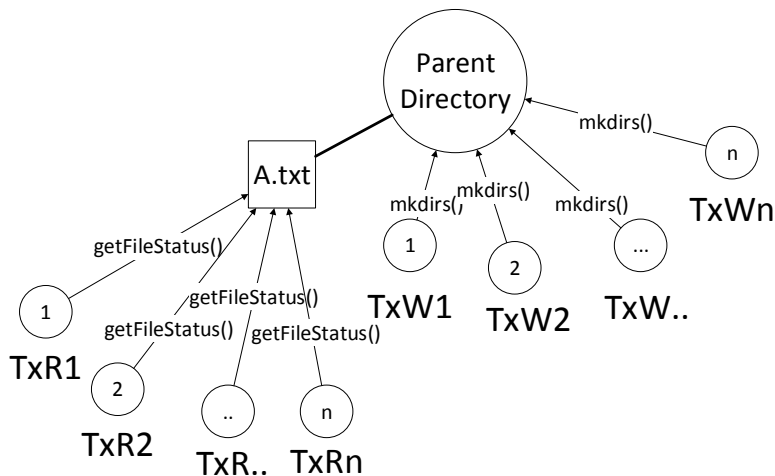 Parent
Directory
mkdirs()
n
TxWn
A.txt
mkdirs()
mkdirs()
mkdirs()
1
2
...
TxW1
TxW2
TxW..
getFileStatus()
getFileStatus()
getFileStatus()
getFileStatus()
1
TxR1
2
TxR2
..
TxR..
n
TxRn